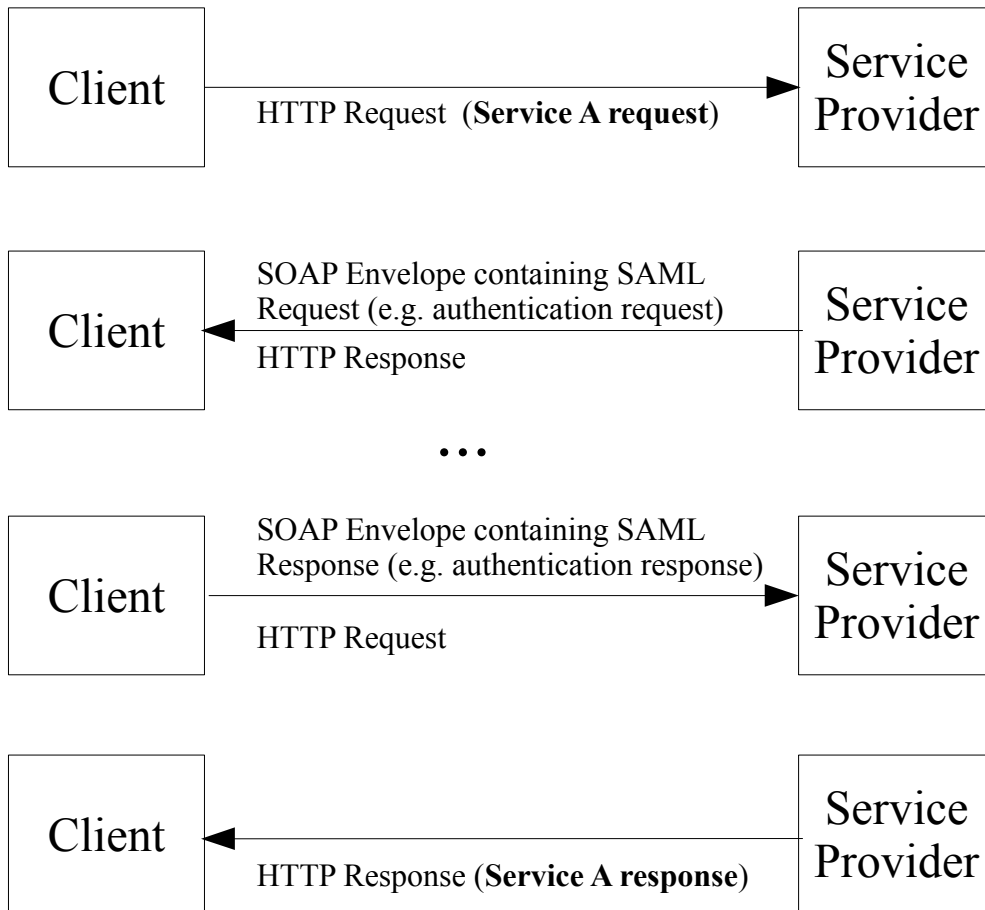 Client
HTTP Request  (Service A request)
Service
Provider
SOAP Envelope containing SAML
Request (e.g. authentication request)
Client
HTTP Response
Service
Provider
...
SOAP Envelope containing SAML
Response (e.g. authentication response)
Client
HTTP Request
Service
Provider
Client
HTTP Response (Service A response)
Service
Provider